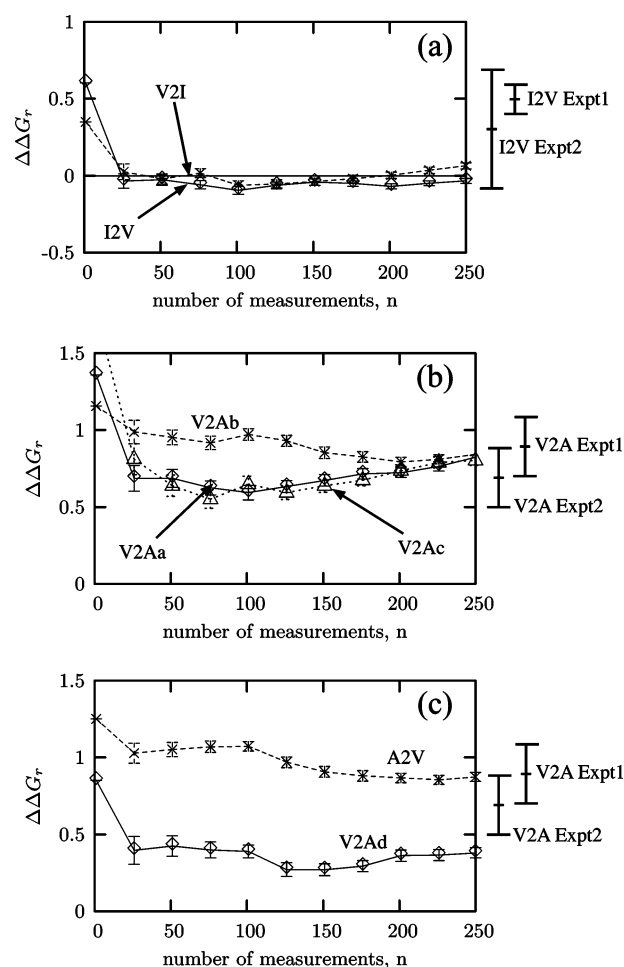 (a)
1
0.5
0
-0.5
ΔΔG_r
V2I
I2V
I2V Expt1
I2V Expt2
0 50 100 150 200 250
number of measurements, n
(b)
1.5
1
0.5
0
ΔΔG_r
V2Ab
V2Aa
V2Ac
V2A Expt1
V2A Expt2
0 50 100 150 200 250
number of measurements, n
(c)
1.5
1
0.5
0
ΔΔG_r
A2V
V2Ad
V2A Expt1
V2A Expt2
0 50 100 150 200 250
number of measurements, n